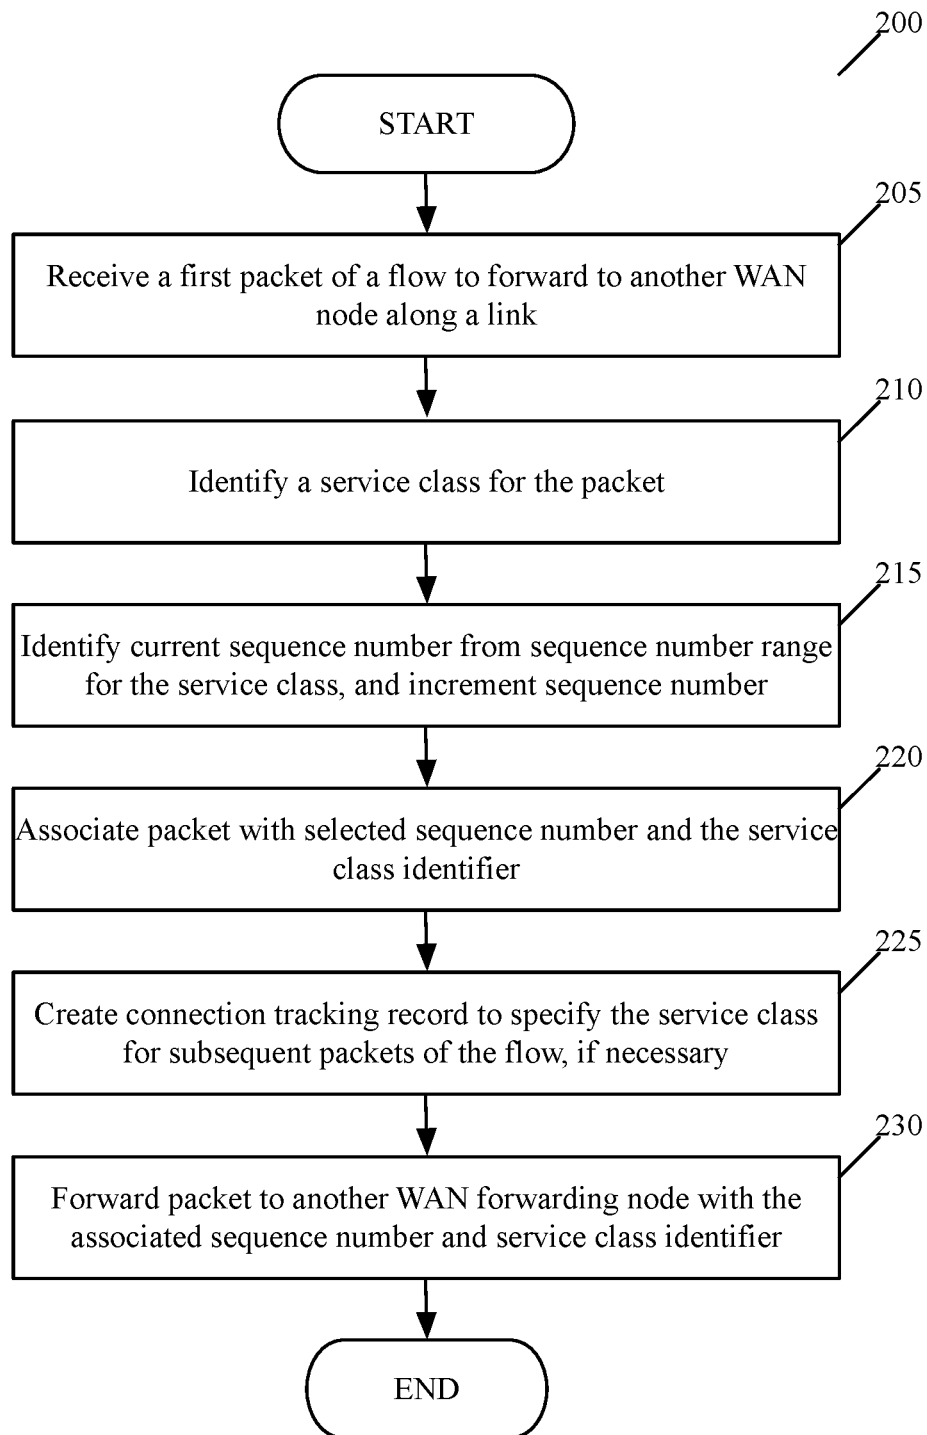 200
START
205
Receive a first packet of a flow to forward to another WAN
node along a link
210
Identify a service class for the packet
215
Identify current sequence number from sequence number range
for the service class, and increment sequence number
220
Associate packet with selected sequence number and the service
class identifier
225
Create connection tracking record to specify the service class
for subsequent packets of the flow, if necessary
230
Forward packet to another WAN forwarding node with the
associated sequence number and service class identifier
END